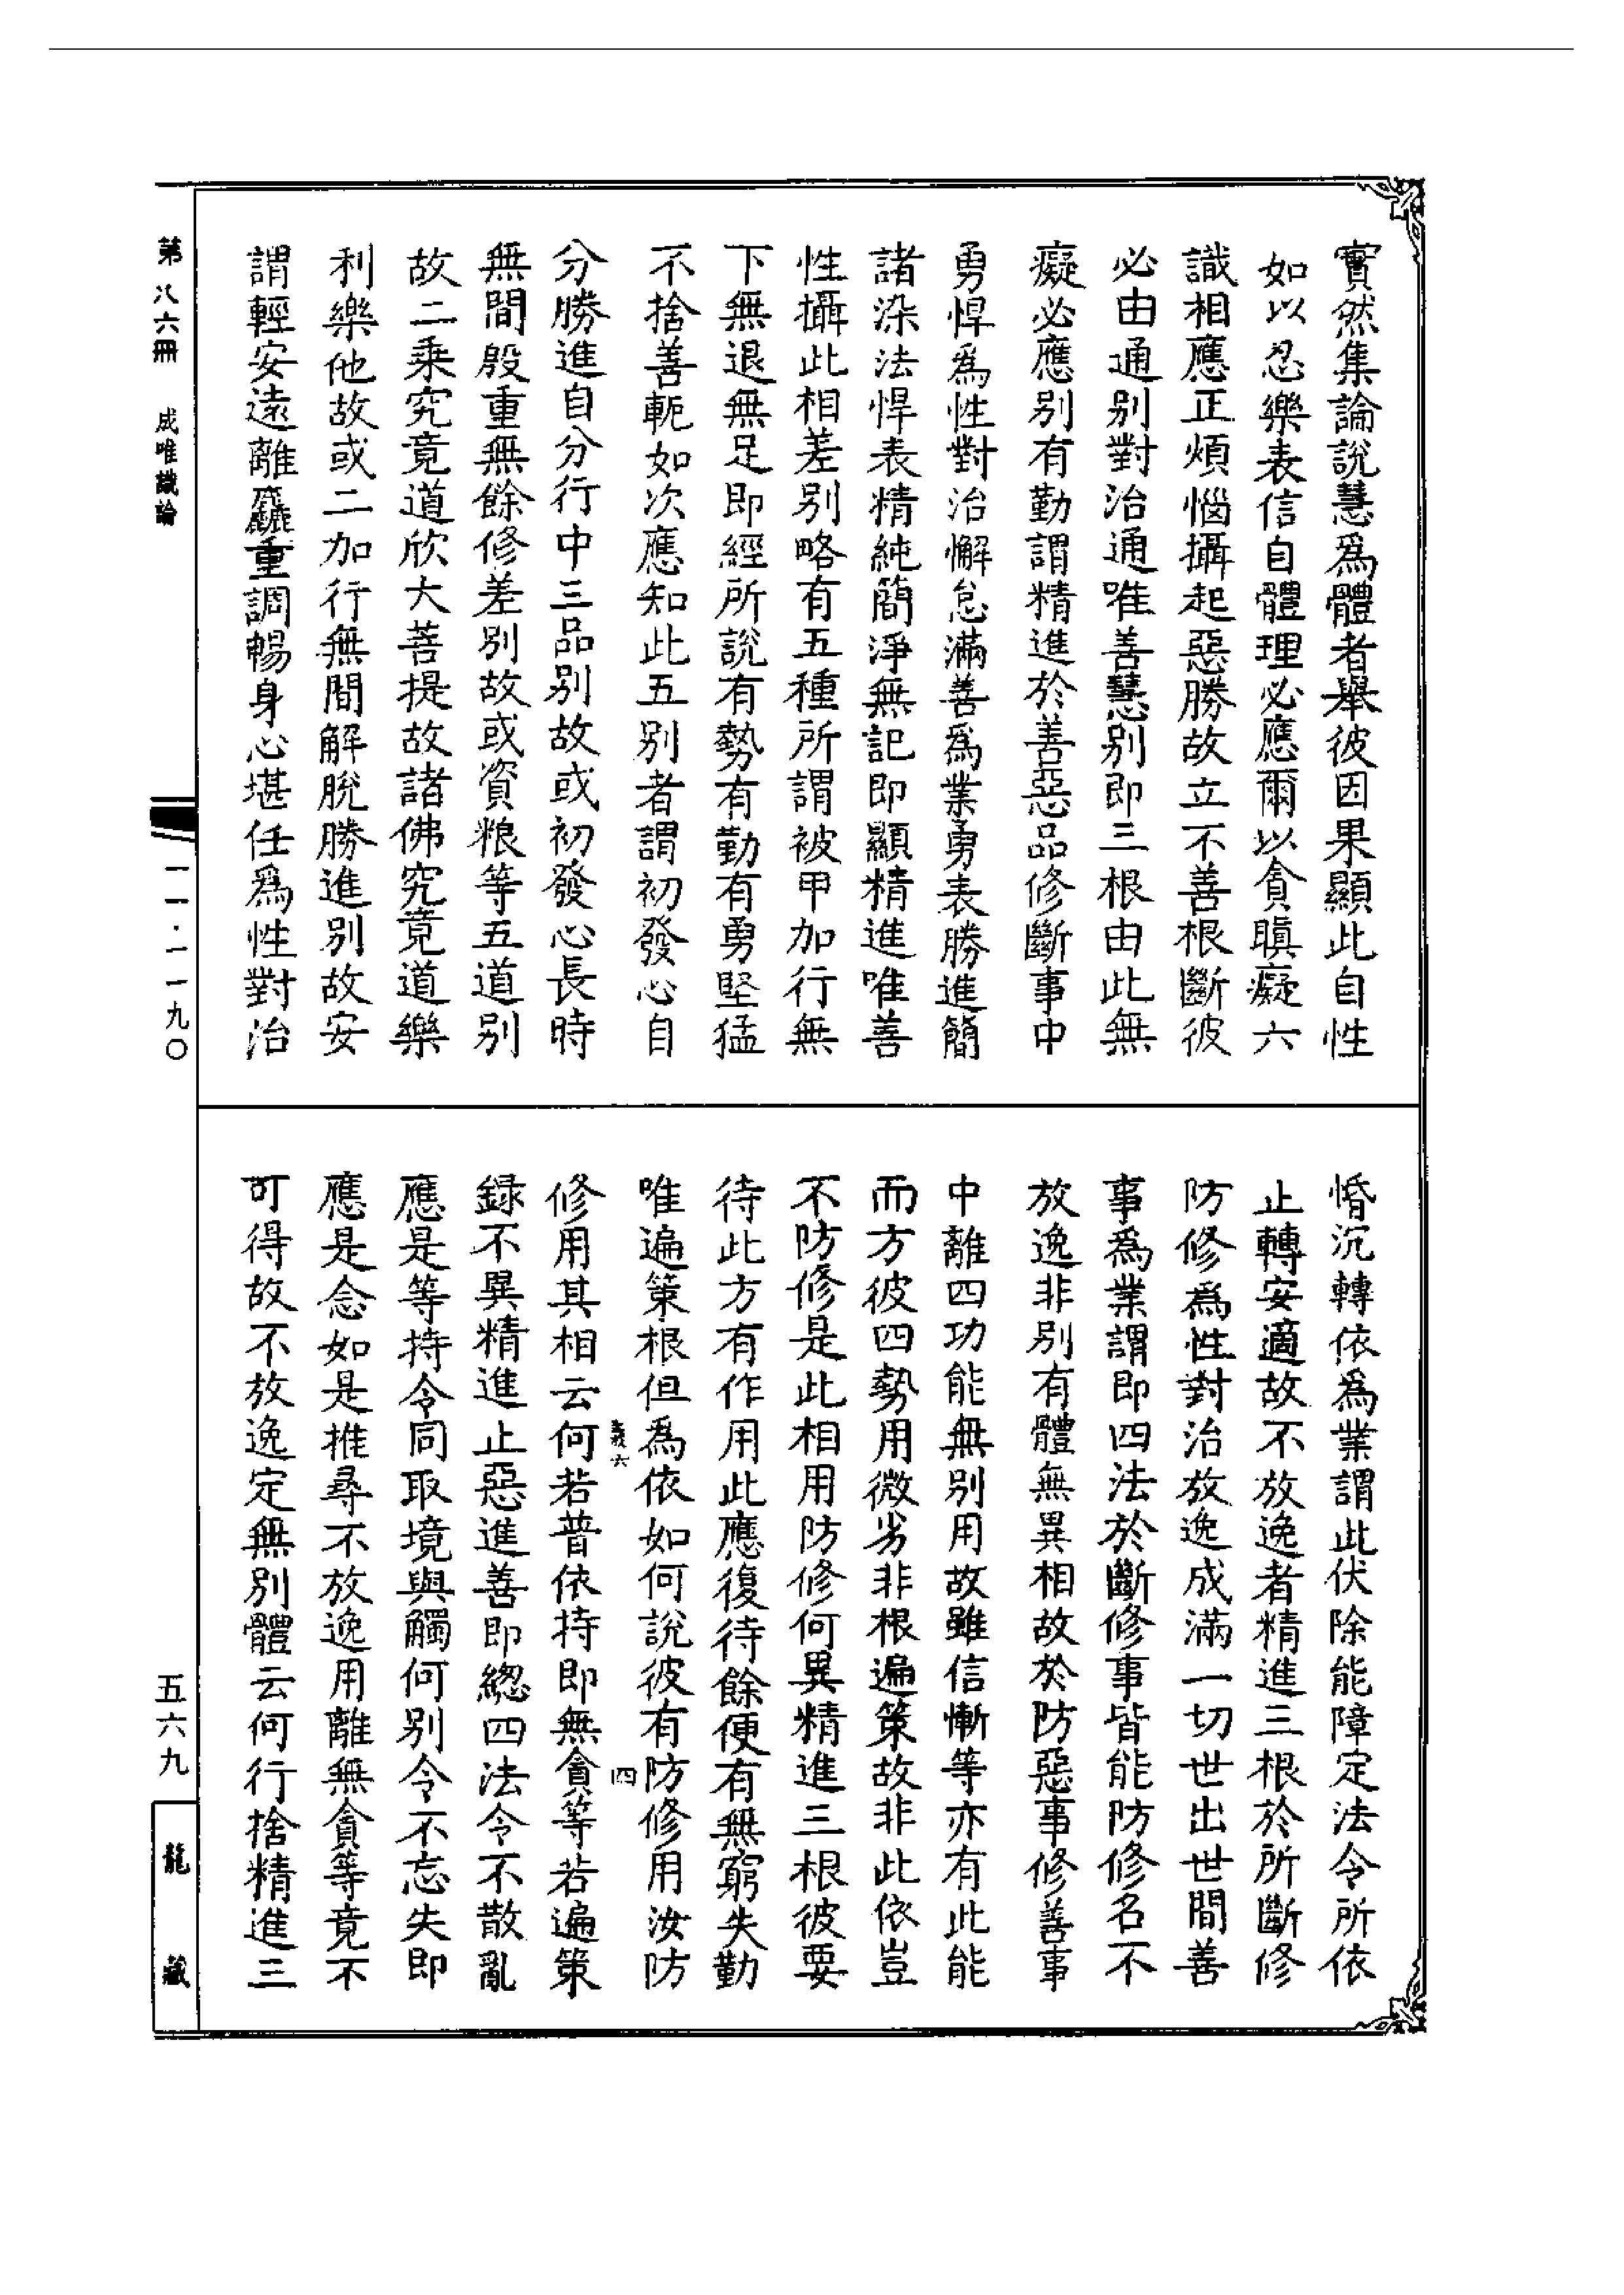 實然集論說慧爲體者舉彼因果顯此自性
如以忍樂表信自體理必應爾以貪瞋癡六
識相應正煩惱攝起惡勝故立不善根斷彼
必由通別對治通唯善慧別即三根由此無
癡必應別有勤謂精進於善惡品修斷事中
勇悍爲性對治懈怠滿善爲業勇表勝進簡
諸染法悍表精純簡淨無記即顯精進唯善
性攝此相差別略有五種所謂被甲加行無
下無退無足即經所說有勢有勤有勇堅猛
不捨善軛如次應知此五別者謂初發心自
分勝進自分行中三品別故或初發心長時
無間殷重無餘修差別故或資粮等五道別
故二乘究竟道欣大菩提故諸佛究竟道樂
利樂他故或二加行無間解脫勝進別故安
謂輕安遠離麤重調暢身心堪任爲性對治
惛沉轉依爲業謂此伏除能障定法令所依
止轉安適故不放逸者精進三根於所斷修
防修爲性對治放逸成滿一切世出世間善
事爲業謂即四法於斷修事皆能防修名不
放逸非別有體無異相故於防惡事修善事
中離四功能無別用故雖信慚等亦有此能
而方彼四勢用微劣非根遍策故非此依豈
不防修是此相用防修何異精進三根彼要
待此方有作用此應復待餘便有無窮失勤
唯遍策根但爲依如何說彼有防修用汝防
義六 四
修用其相云何若普依持即無貪等若遍策
録不異精進止惡進善即總四法令不散亂
應是等持令同取境與觸何別令不忘失即
應是念如是推尋不放逸用離無貪等竟不
可得故不放逸定無別體云何行捨精進三
第八六冊 成唯識論
一一·一一九〇
五六九
龍藏